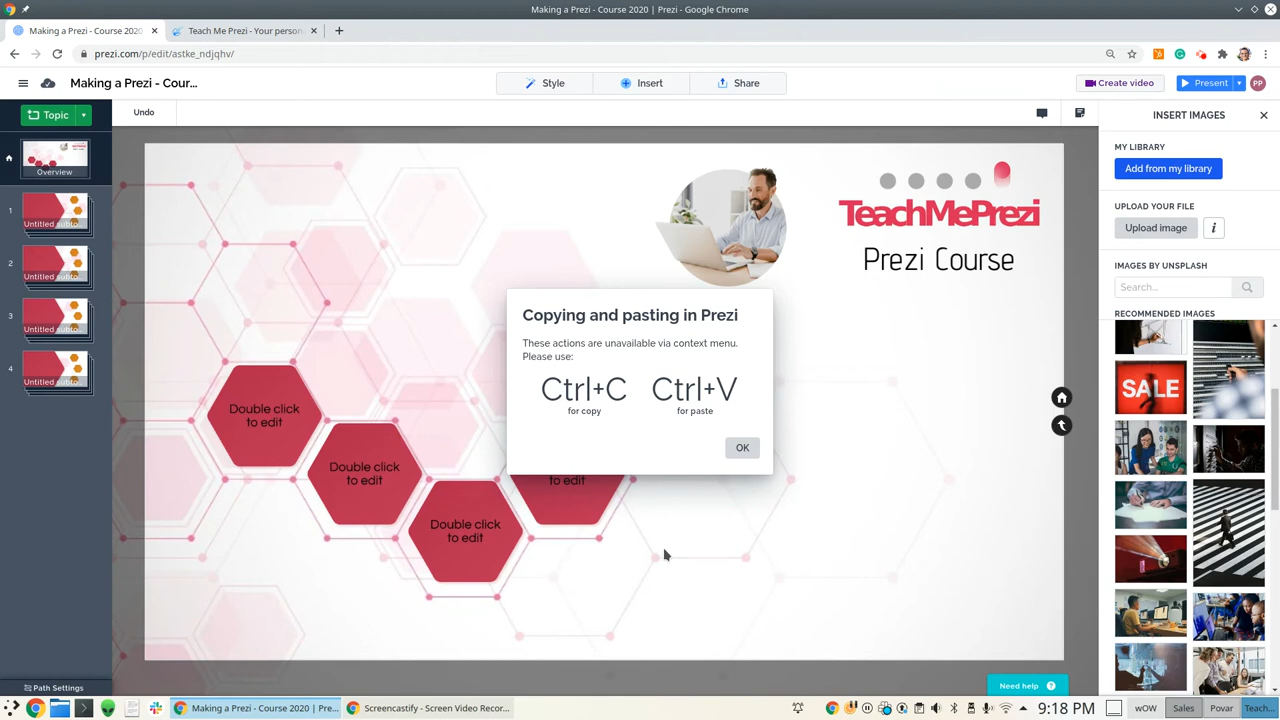 Making a Prezi - Course 2020 | Prezi - Google Chrome
Making a Prezi - Course 2020 | Prezi
Teach Me Prezi - Your person
prezi.com/p/edit/astke_ndjqhv/
Making a Prezi - Cour...
Style
Insert
Share
Create video
Present
PP
Topic
Undo
INSERT IMAGES
MY LIBRARY
Add from my library
UPLOAD YOUR FILE
Upload image
i
IMAGES BY UNSPLASH
Search...
RECOMMENDED IMAGES
SALE
Overview
1
Untitled subto...
2
Untitled subto...
3
Untitled subto...
4
Untitled subto...
TeachMePrezi
Prezi Course
Copying and pasting in Prezi
These actions are unavailable via context menu.
Please use:
Ctrl+C
for copy
Ctrl+V
for paste
OK
Double click
to edit
Double click
to edit
Double click
to edit
to edit
Path Settings
Need help ?
Making a Prezi - Course 2020 | Pre...
Screencastify - Screen Video Recor...
9:18 PM
wOW
Sales
Povar
Teach...